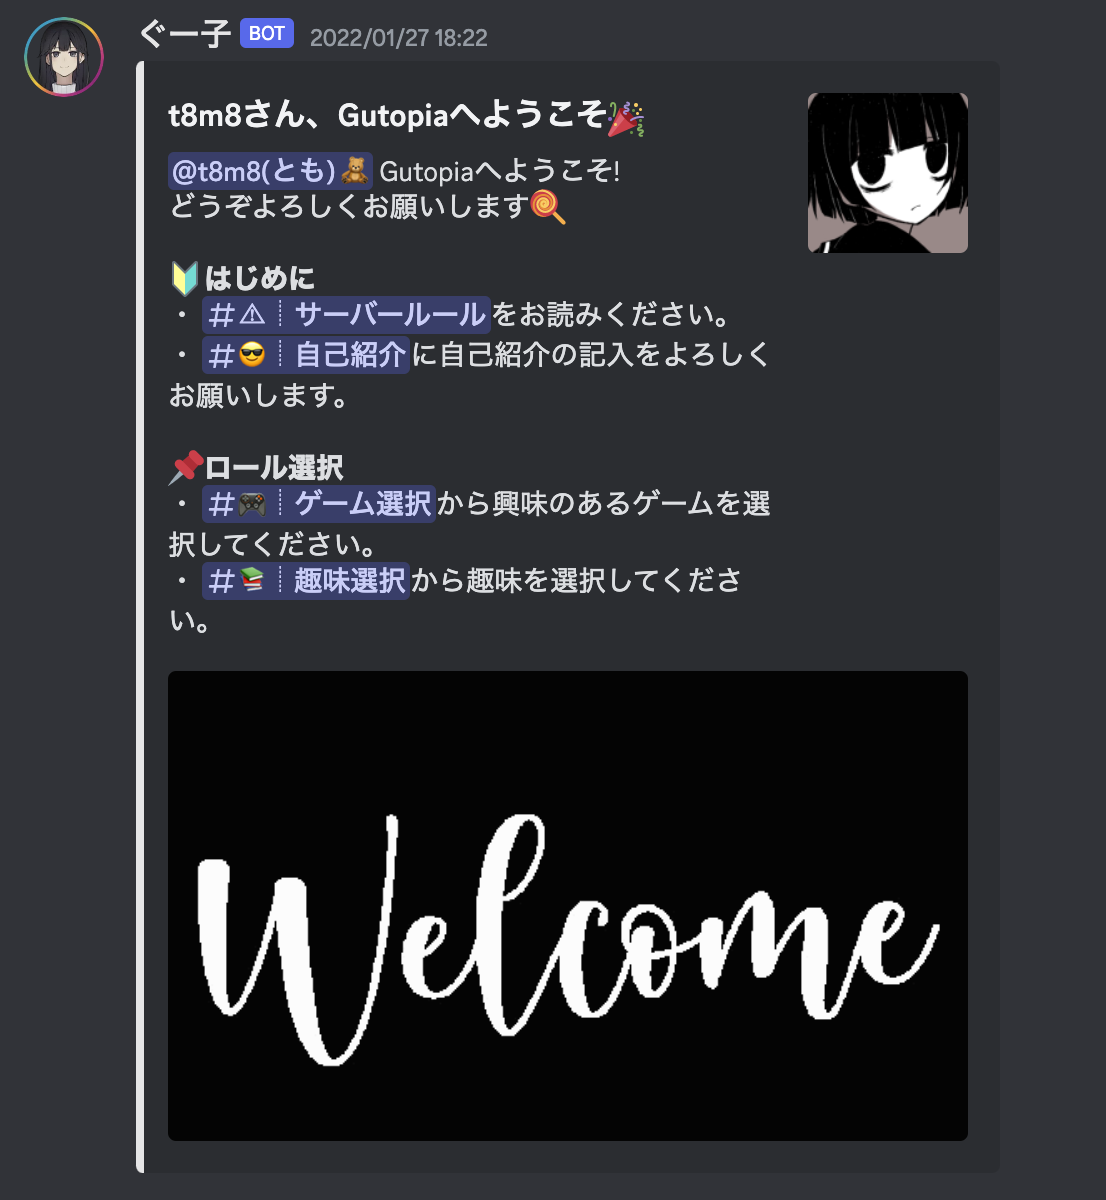 ぐー子 BOT 2022/01/27 18:22
t8m8さん、Gutopiaへようこそ🎉
@t8m8(とも)🧸 Gutopiaへようこそ!
どうぞよろしくお願いします🍭
🔰はじめに
・ #⚠┊サーバールールをお読みください。
・ #😎┊自己紹介に自己紹介の記入をよろしく
お願いします。
📌ロール選択
・ #🎮┊ゲーム選択から興味のあるゲームを選
択してください。
・ #📚┊趣味選択から趣味を選択してくださ
い。
Welcome